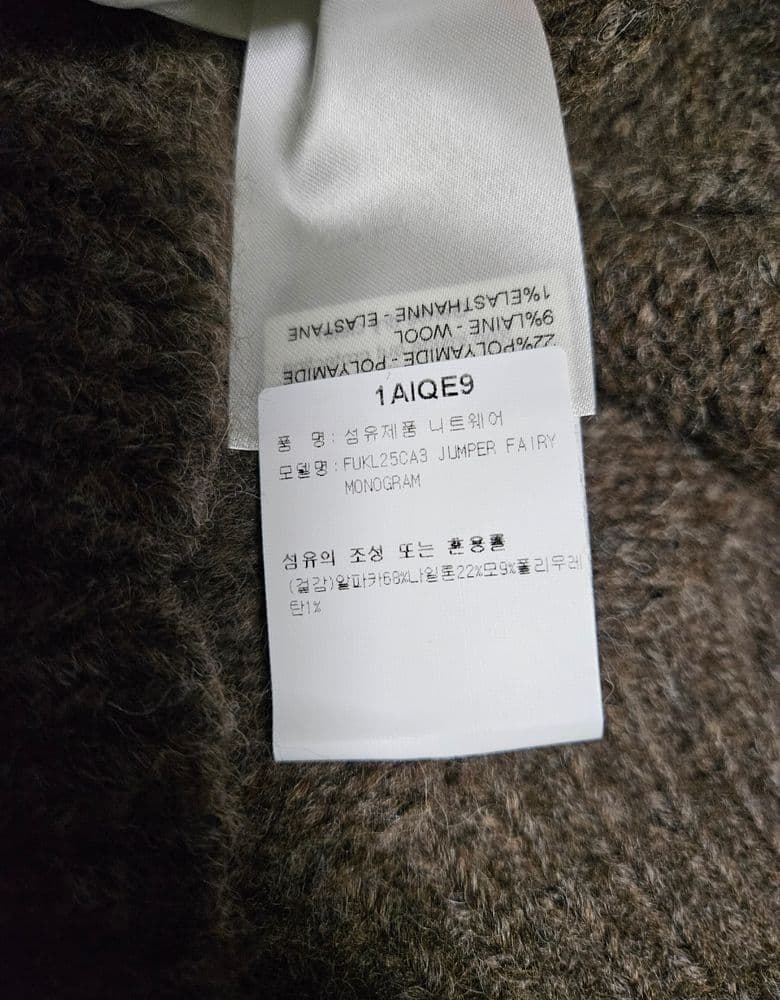 1%ELASTHANNE - ELASTANE
9%LAINE - WOOL
22%POLYAMIDE - POLYAMIDE
1AIQE9
품 명: 섬유제품 니트웨어
모델명: FUKL25CA3 JUMPER FAIRY
MONOGRAM
섬유의 조성 또는 혼용률
(겉감)알파카68%나일론22%모9%폴리우레
탄1%